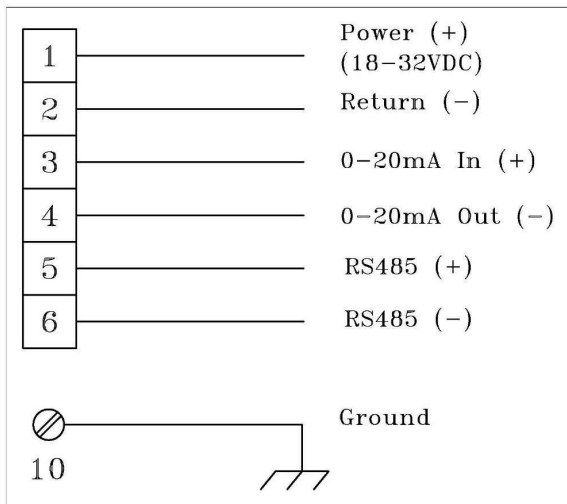 1
Power (+)
(18-32VDC)
2
Return (-)
3
0-20mA In (+)
4
0-20mA Out (-)
5
RS485 (+)
6
RS485 (-)
Ground
10